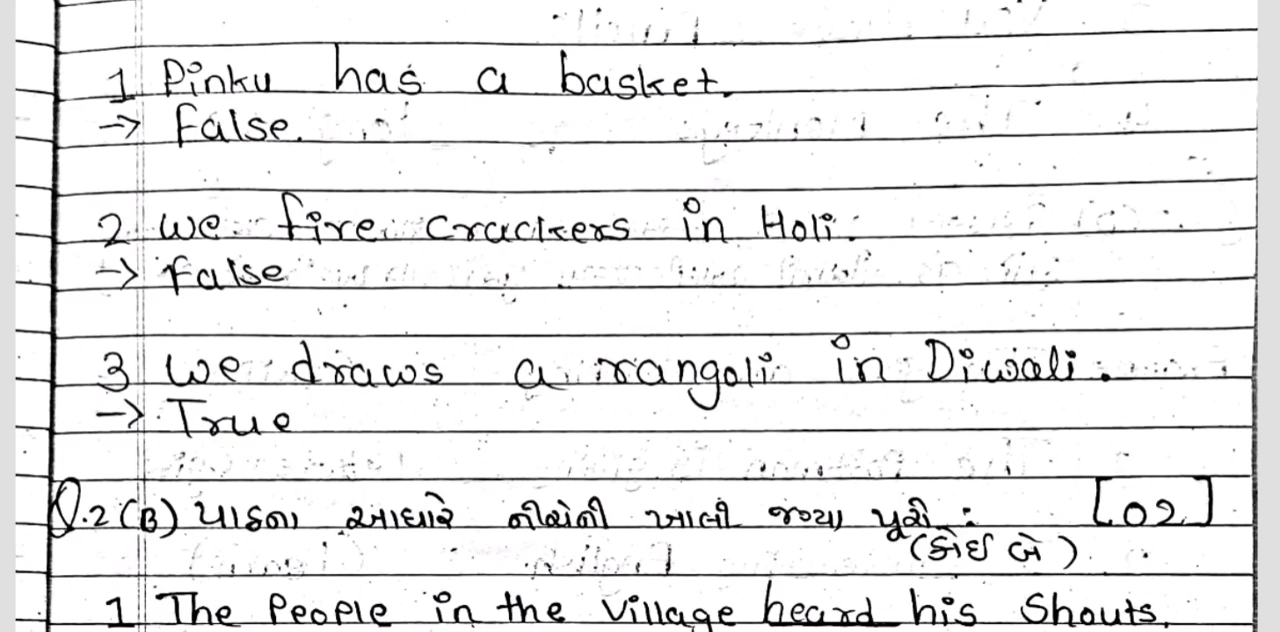 1 Pinku has a basket.
→ false.
2 we fire crackers in Holi.
→ false
3 we draws a rangoli in Diwali.
→ True
Q.2 (B) પાઠના આધારે નીચેની ખાલી જગ્યા પૂરો : [02]
(કોઈ બે)
1 The People in the Village heard his Shouts.